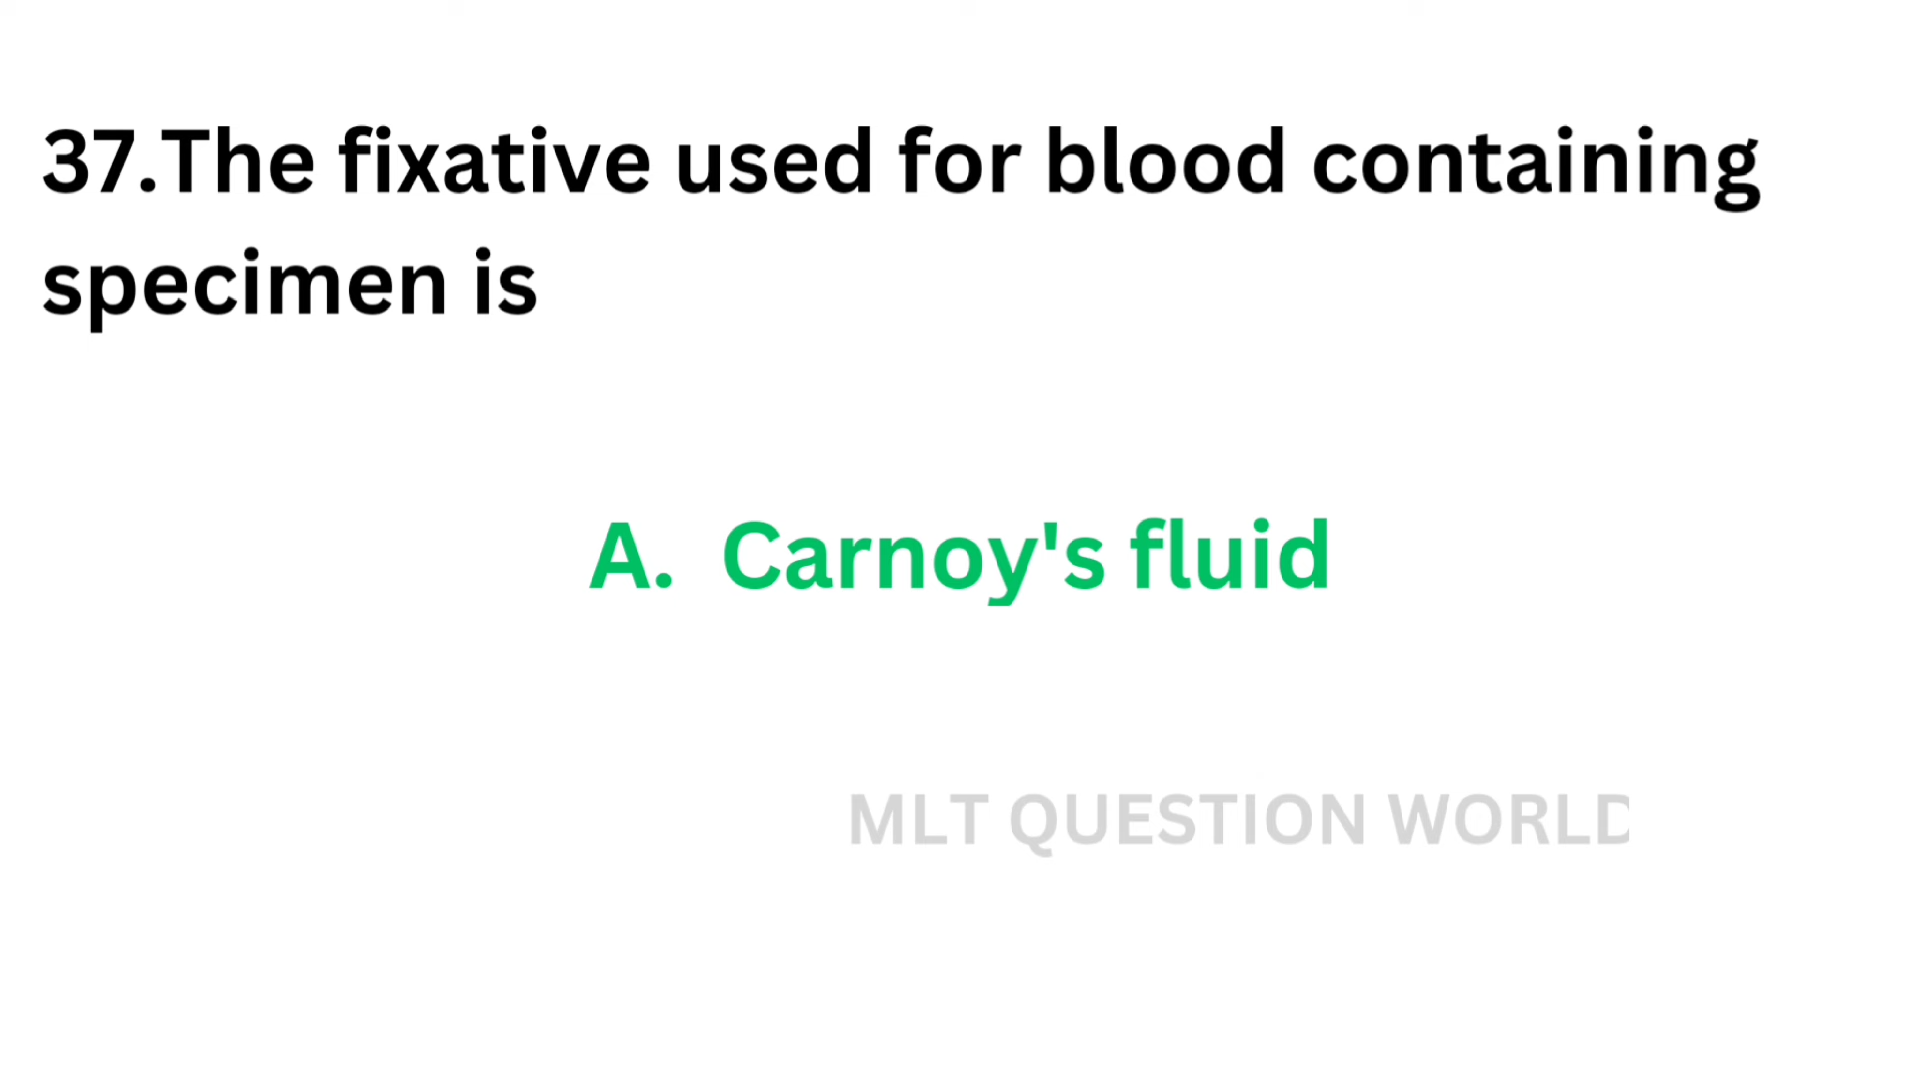 37.The fixative used for blood containing
specimen is
A. Carnoy's fluid
MLT QUESTION WORLD